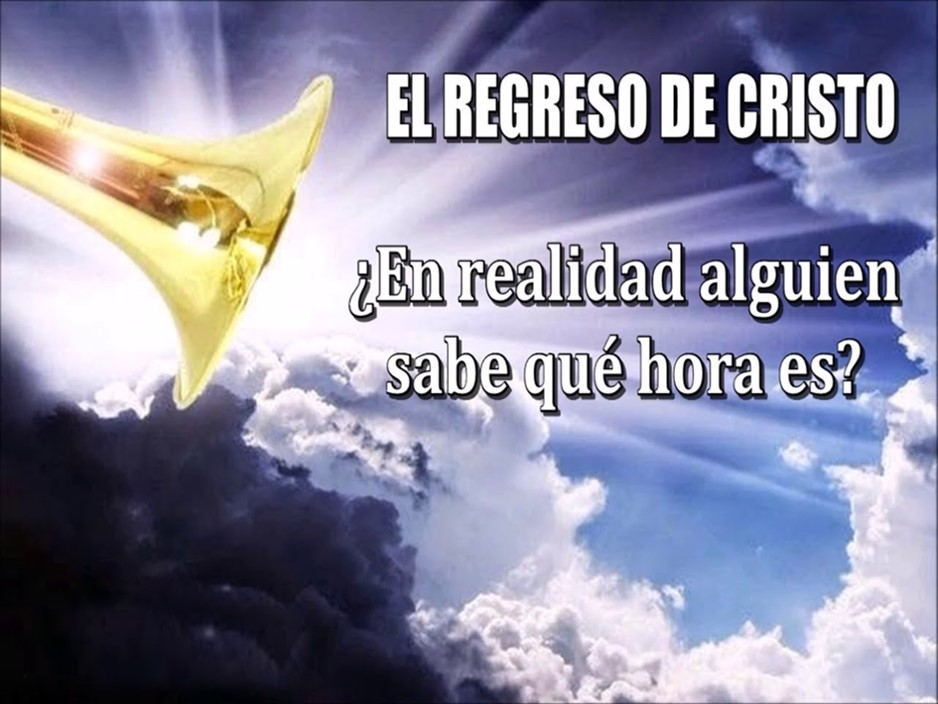 EL REGRESO DE CRISTO
¿En realidad alguien
sabe qué hora es?